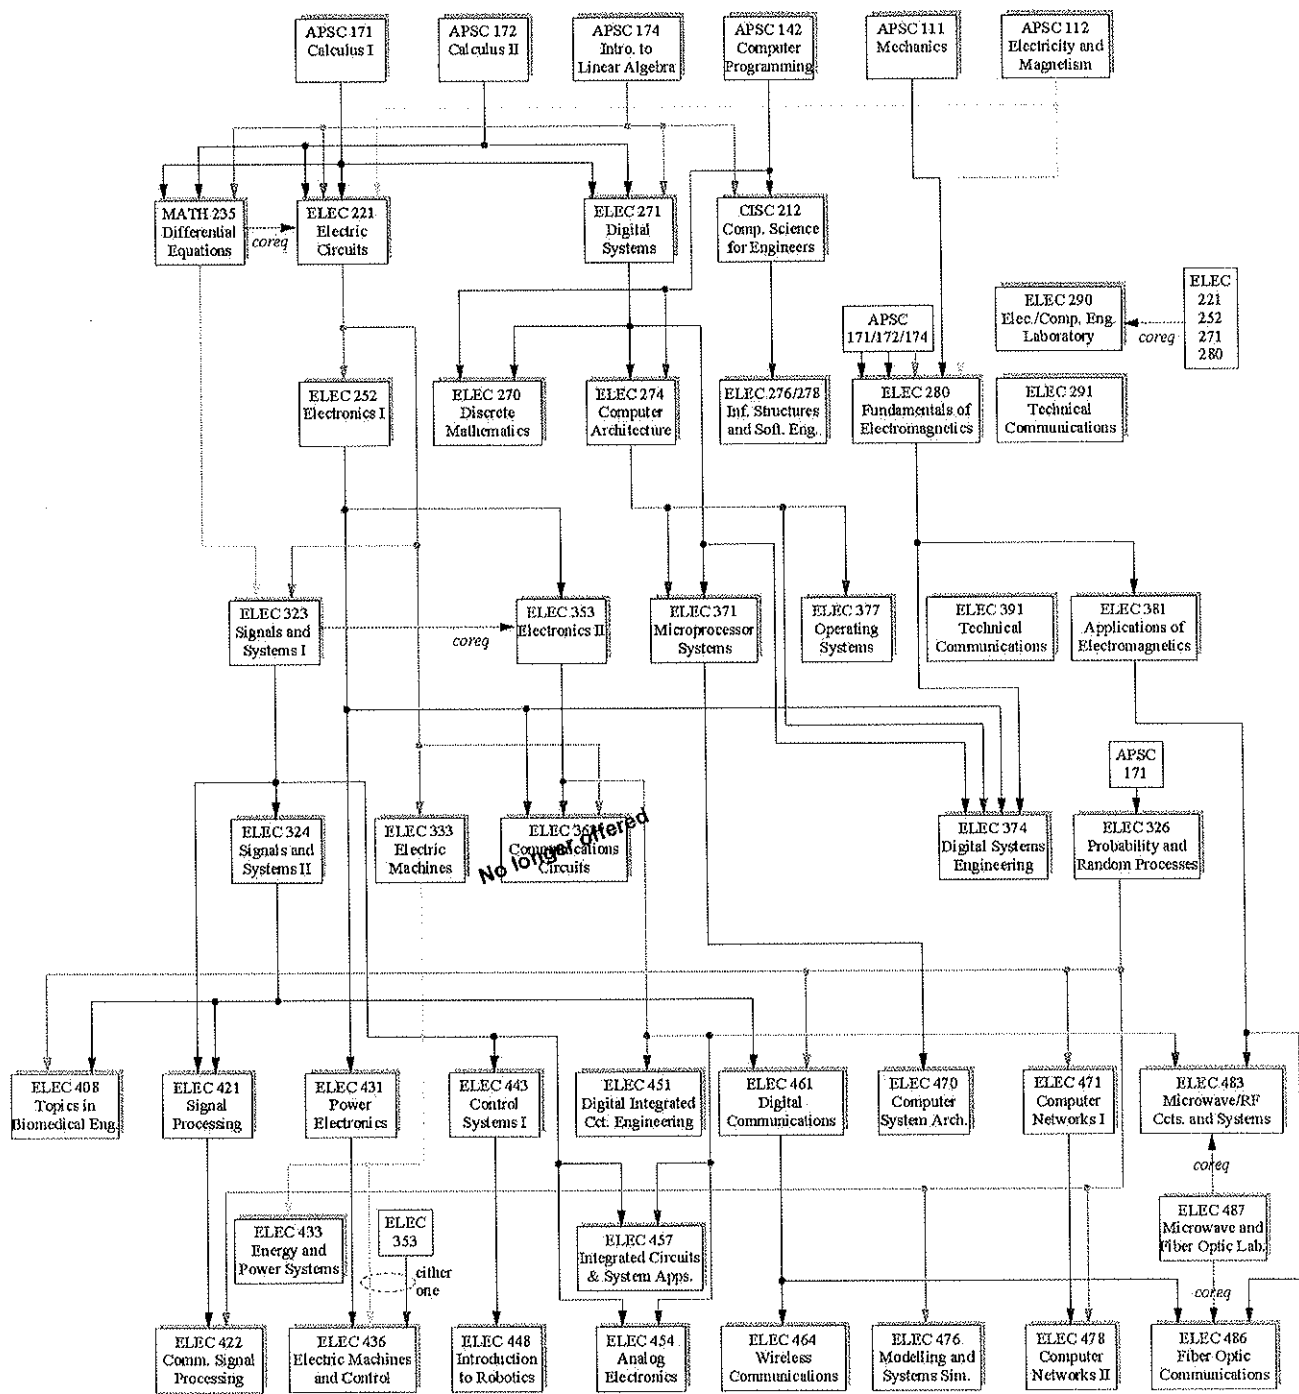 APSC 171
Calculus I
APSC 172
Calculus II
APSC 174
Intro. to
Linear Algebra
APSC 142
Computer
Programming
APSC 111
Mechanics
APSC 112
Electricity and
Magnetism
MATH 235
Differential
Equations
coreq
ELEC 221
Electric
Circuits
ELEC 271
Digital
Systems
CISC 212
Comp. Science
for Engineers
ELEC 290
Elec./Comp. Eng.
Laboratory
coreq
ELEC
221
252
271
280
APSC
171/172/174
ELEC 252
Electronics I
ELEC 270
Discrete
Mathematics
ELEC 274
Computer
Architecture
ELEC 276/278
Inf. Structures
and Soft. Eng.
ELEC 280
Fundamentals of
Electromagnetics
ELEC 291
Technical
Communications
ELEC 323
Signals and
Systems I
coreq
ELEC 353
Electronics II
ELEC 371
Microprocessor
Systems
ELEC 377
Operating
Systems
ELEC 391
Technical
Communications
ELEC 381
Applications of
Electromagnetics
APSC
171
ELEC 324
Signals and
Systems II
ELEC 333
Electric
Machines
ELEC 36
Communications
Circuits
No longer offered
ELEC 374
Digital Systems
Engineering
ELEC 326
Probability and
Random Processes
ELEC 408
Topics in
Biomedical Eng.
ELEC 421
Signal
Processing
ELEC 431
Power
Electronics
ELEC 443
Control
Systems I
ELEC 451
Digital Integrated
Cct. Engineering
ELEC 461
Digital
Communications
ELEC 470
Computer
System Arch.
ELEC 471
Computer
Networks I
ELEC 483
Microwave/RF
Ccts. and Systems
coreq
ELEC 433
Energy and
Power Systems
ELEC
353
either
one
ELEC 457
Integrated Circuits
& System Apps.
ELEC 487
Microwave and
Fiber Optic Lab.
coreq
ELEC 422
Comm. Signal
Processing
ELEC 436
Electric Machines
and Control
ELEC 448
Introduction
to Robotics
ELEC 454
Analog
Electronics
ELEC 464
Wireless
Communications
ELEC 476
Modelling and
Systems Sim.
ELEC 478
Computer
Networks II
ELEC 486
Fiber Optic
Communications